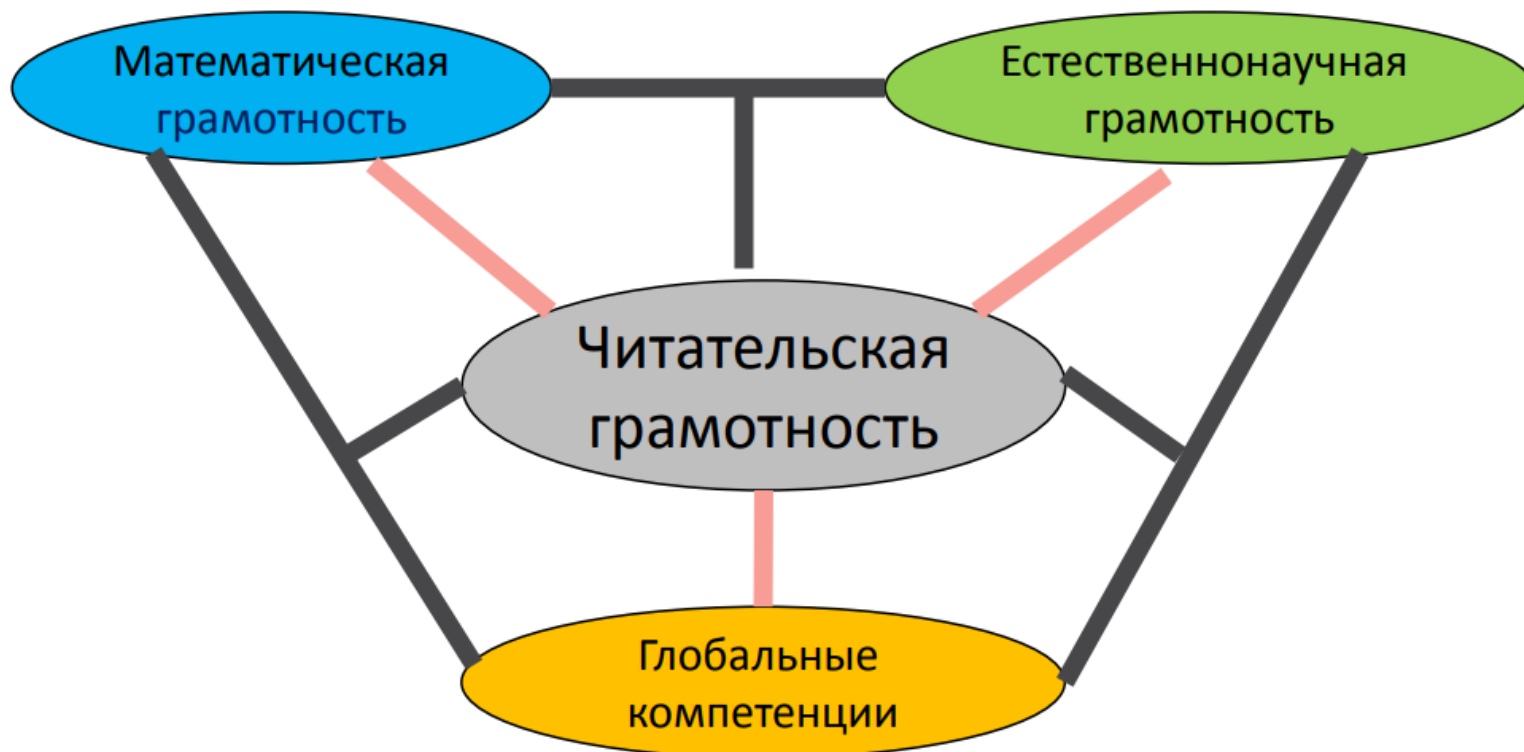 Математическая
грамотность
Естественнонаучная
грамотность
Читательская
грамотность
Глобальные
компетенции